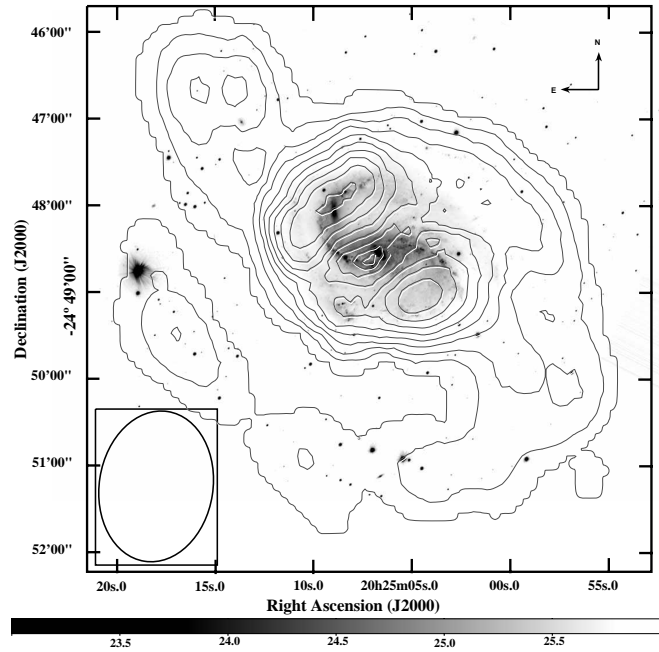 46'00"
N
E
47'00"
48'00"
Declination (J2000)
-24° 49'00"
50'00"
51'00"
52'00"
20s.0 15s.0 10s.0 20h25m05s.0 00s.0 55s.0
Right Ascension (J2000)
23.5 24.0 24.5 25.0 25.5